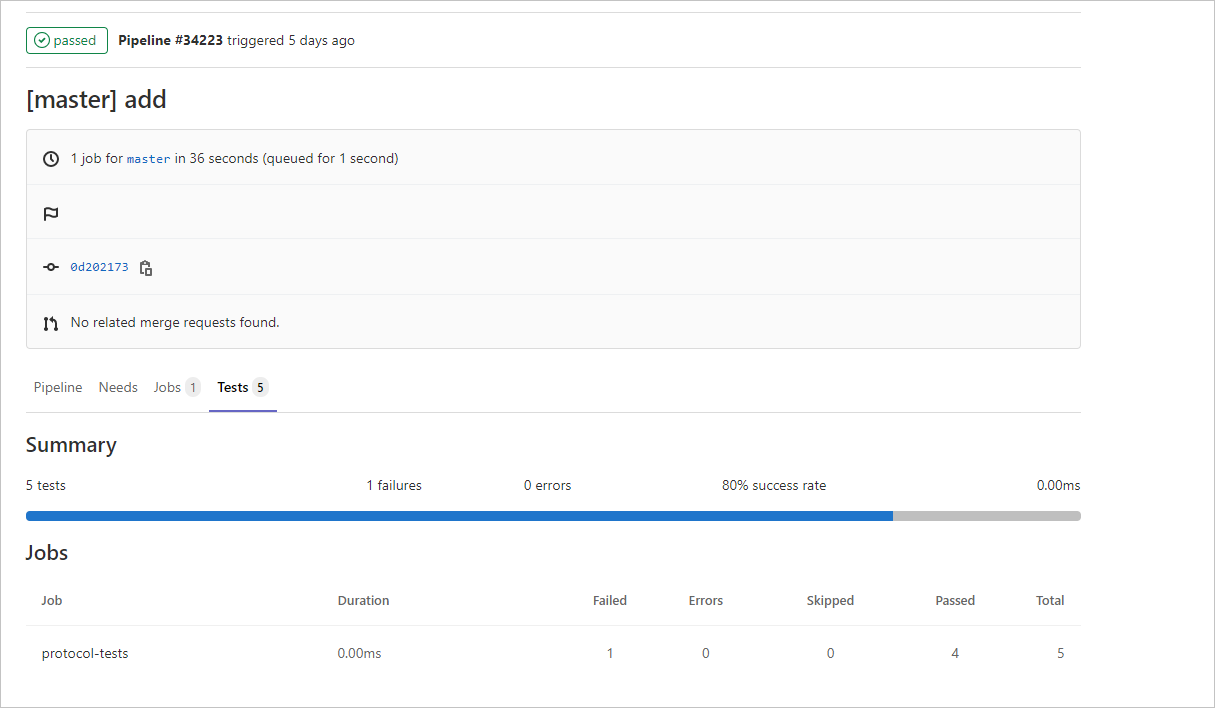 passed Pipeline #34223 triggered 5 days ago
[master] add
1 job for master in 36 seconds (queued for 1 second)
0d202173
No related merge requests found.
Pipeline Needs Jobs 1 Tests 5
Summary
5 tests 1 failures 0 errors 80% success rate 0.00ms
Jobs
Job Duration Failed Errors Skipped Passed Total
protocol-tests 0.00ms 1 0 0 4 5